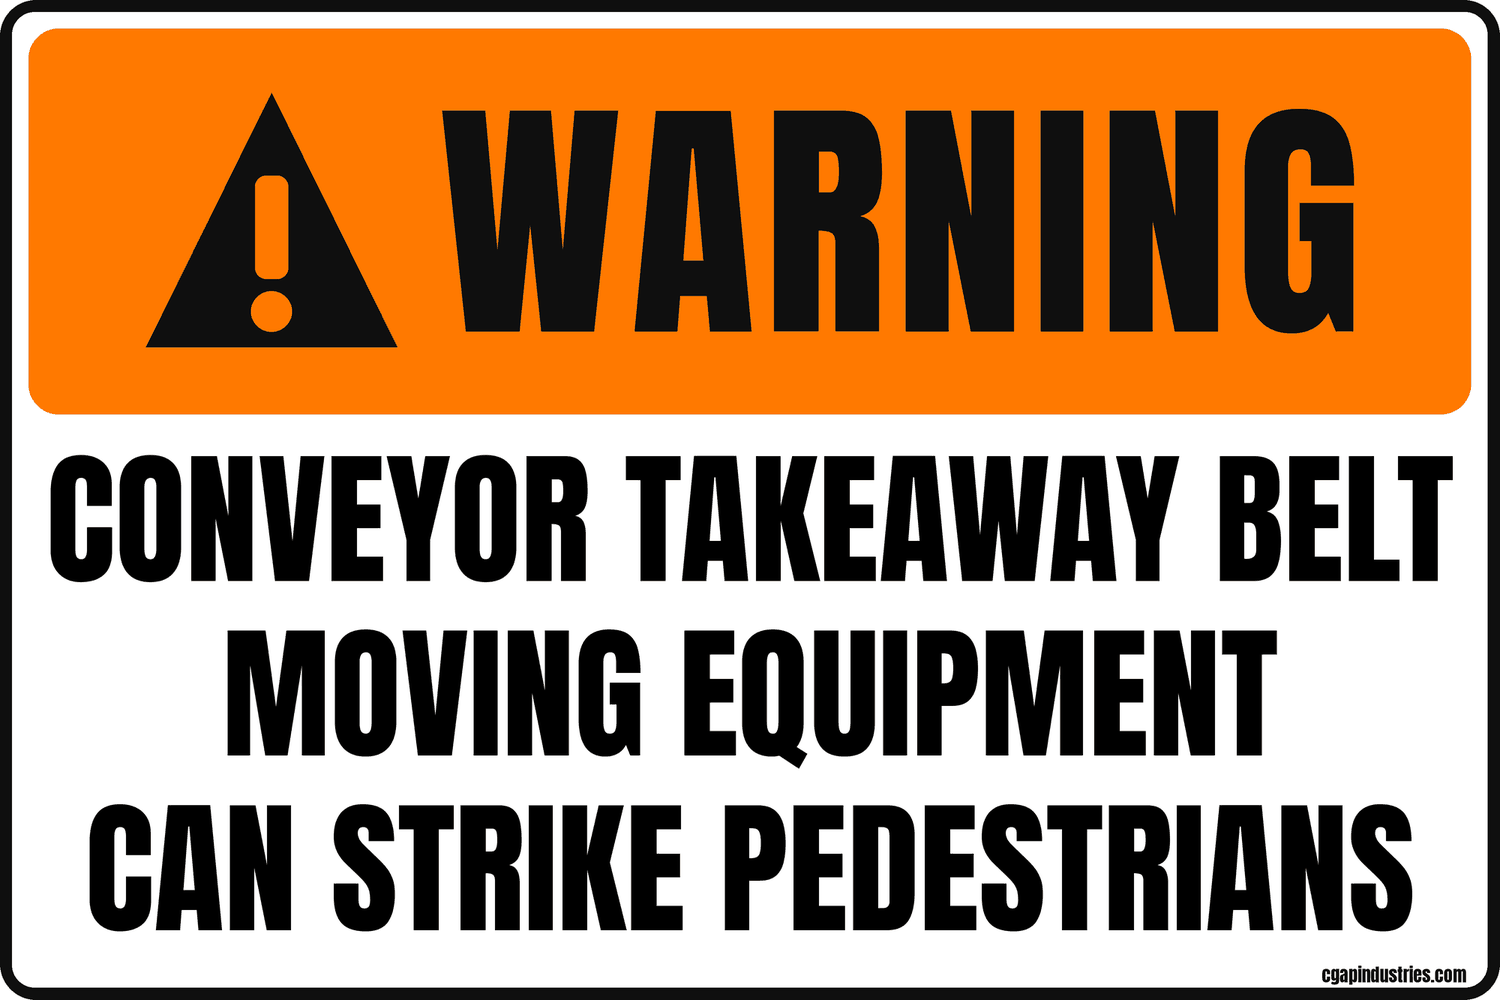 WARNING
CONVEYOR TAKEAWAY BELT
MOVING EQUIPMENT
CAN STRIKE PEDESTRIANS
cgapindustries.com